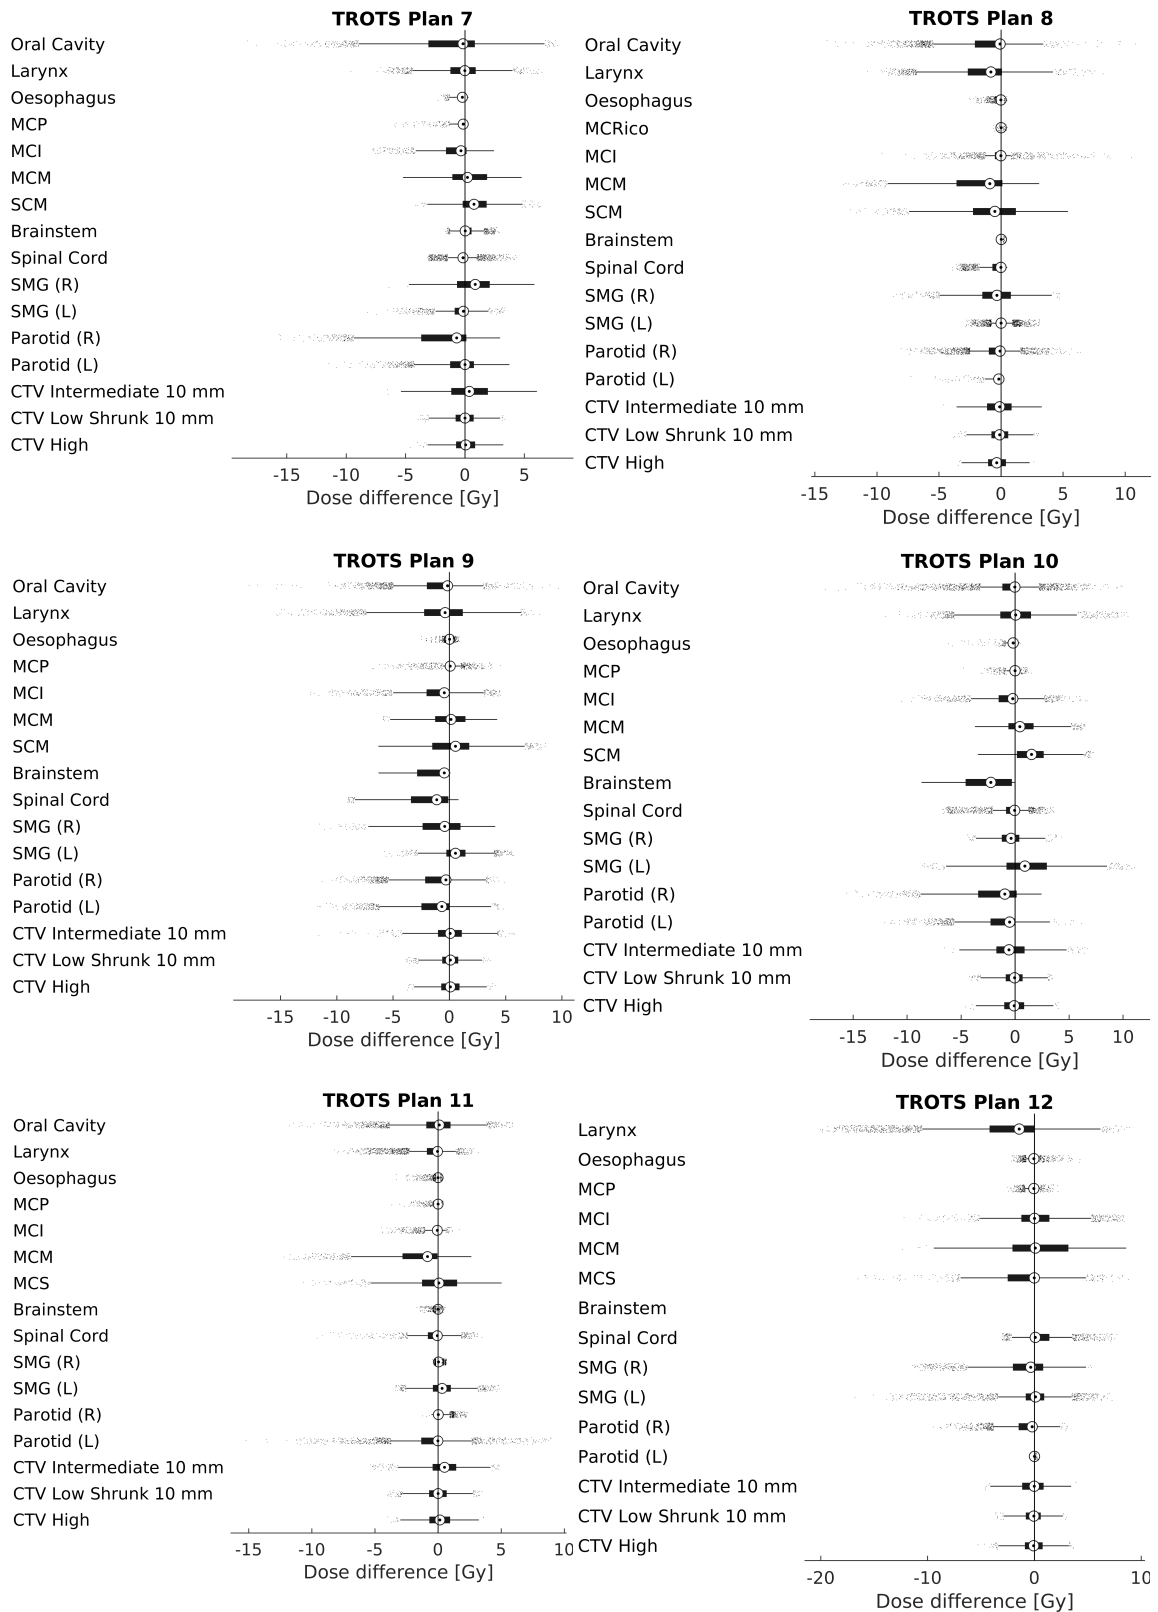 TROTS Plan 7
Oral Cavity
Larynx
Oesophagus
MCP
MCI
MCM
SCM
Brainstem
Spinal Cord
SMG (R)
SMG (L)
Parotid (R)
Parotid (L)
CTV Intermediate 10 mm
CTV Low Shrunk 10 mm
CTV High
-15 -10 -5 0 5
Dose difference [Gy]
TROTS Plan 8
Oral Cavity
Larynx
Oesophagus
MCRico
MCI
MCM
SCM
Brainstem
Spinal Cord
SMG (R)
SMG (L)
Parotid (R)
Parotid (L)
CTV Intermediate 10 mm
CTV Low Shrunk 10 mm
CTV High
-15 -10 -5 0 5 10
Dose difference [Gy]
TROTS Plan 9
Oral Cavity
Larynx
Oesophagus
MCP
MCI
MCM
SCM
Brainstem
Spinal Cord
SMG (R)
SMG (L)
Parotid (R)
Parotid (L)
CTV Intermediate 10 mm
CTV Low Shrunk 10 mm
CTV High
-15 -10 -5 0 5 10
Dose difference [Gy]
TROTS Plan 10
Oral Cavity
Larynx
Oesophagus
MCP
MCI
MCM
SCM
Brainstem
Spinal Cord
SMG (R)
SMG (L)
Parotid (R)
Parotid (L)
CTV Intermediate 10 mm
CTV Low Shrunk 10 mm
CTV High
-15 -10 -5 0 5 10
Dose difference [Gy]
TROTS Plan 11
Oral Cavity
Larynx
Oesophagus
MCP
MCI
MCM
MCS
Brainstem
Spinal Cord
SMG (R)
SMG (L)
Parotid (R)
Parotid (L)
CTV Intermediate 10 mm
CTV Low Shrunk 10 mm
CTV High
-15 -10 -5 0 5 10
Dose difference [Gy]
TROTS Plan 12
Larynx
Oesophagus
MCP
MCI
MCM
MCS
Brainstem
Spinal Cord
SMG (R)
SMG (L)
Parotid (R)
Parotid (L)
CTV Intermediate 10 mm
CTV Low Shrunk 10 mm
CTV High
-20 -10 0 10
Dose difference [Gy]